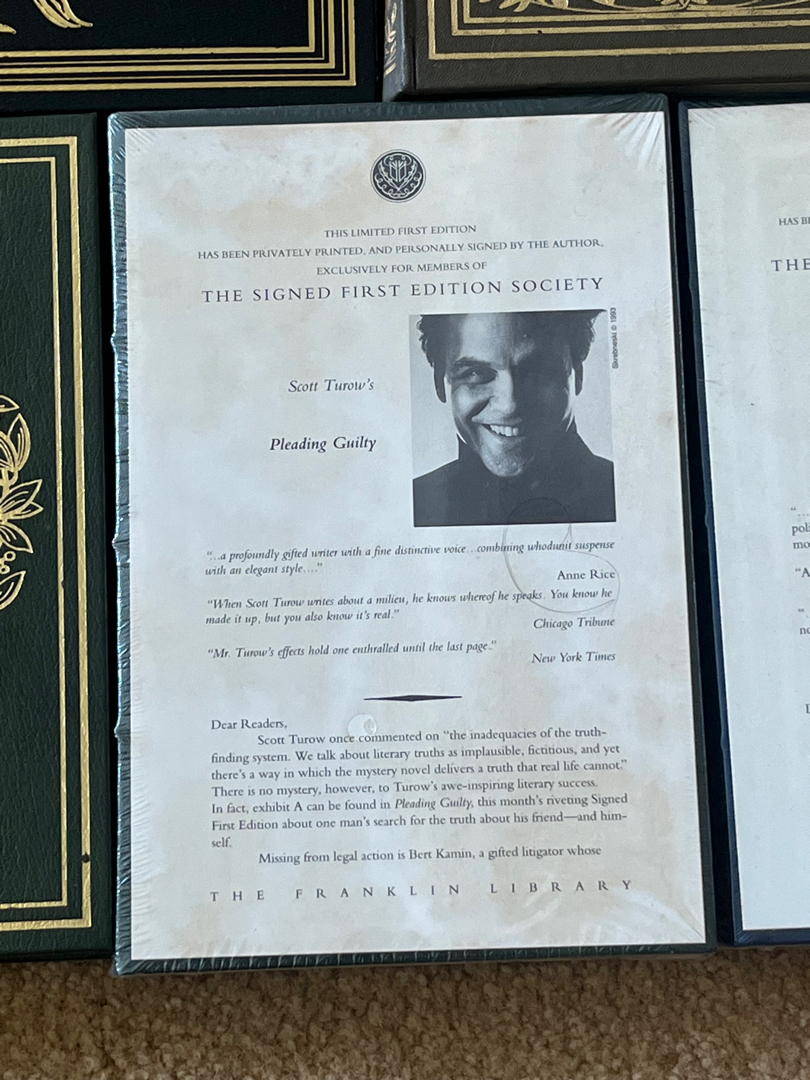 THIS LIMITED FIRST EDITION
HAS BEEN PRIVATELY PRINTED, AND PERSONALLY SIGNED BY THE AUTHOR,
EXCLUSIVELY FOR MEMBERS OF
THE SIGNED FIRST EDITION SOCIETY
Skrebneski © 1993
Scott Turow's
Pleading Guilty
"...a profoundly gifted writer with a fine distinctive voice...combining whodunit suspense
with an elegant style...."
Anne Rice
"When Scott Turow writes about a milieu, he knows whereof he speaks. You know he
made it up, but you also know it's real."
Chicago Tribune
"Mr. Turow's effects hold one enthralled until the last page."
New York Times
Dear Readers,
Scott Turow once commented on "the inadequacies of the truth-
finding system. We talk about literary truths as implausible, fictitious, and yet
there's a way in which the mystery novel delivers a truth that real life cannot."
There is no mystery, however, to Turow's awe-inspiring literary success.
In fact, exhibit A can be found in Pleading Guilty, this month's riveting Signed
First Edition about one man's search for the truth about his friend—and him-
self.
Missing from legal action is Bert Kamin, a gifted litigator whose
THE FRANKLIN LIBRARY
HAS BE
THE
"...
poli
mo
"A
"
no